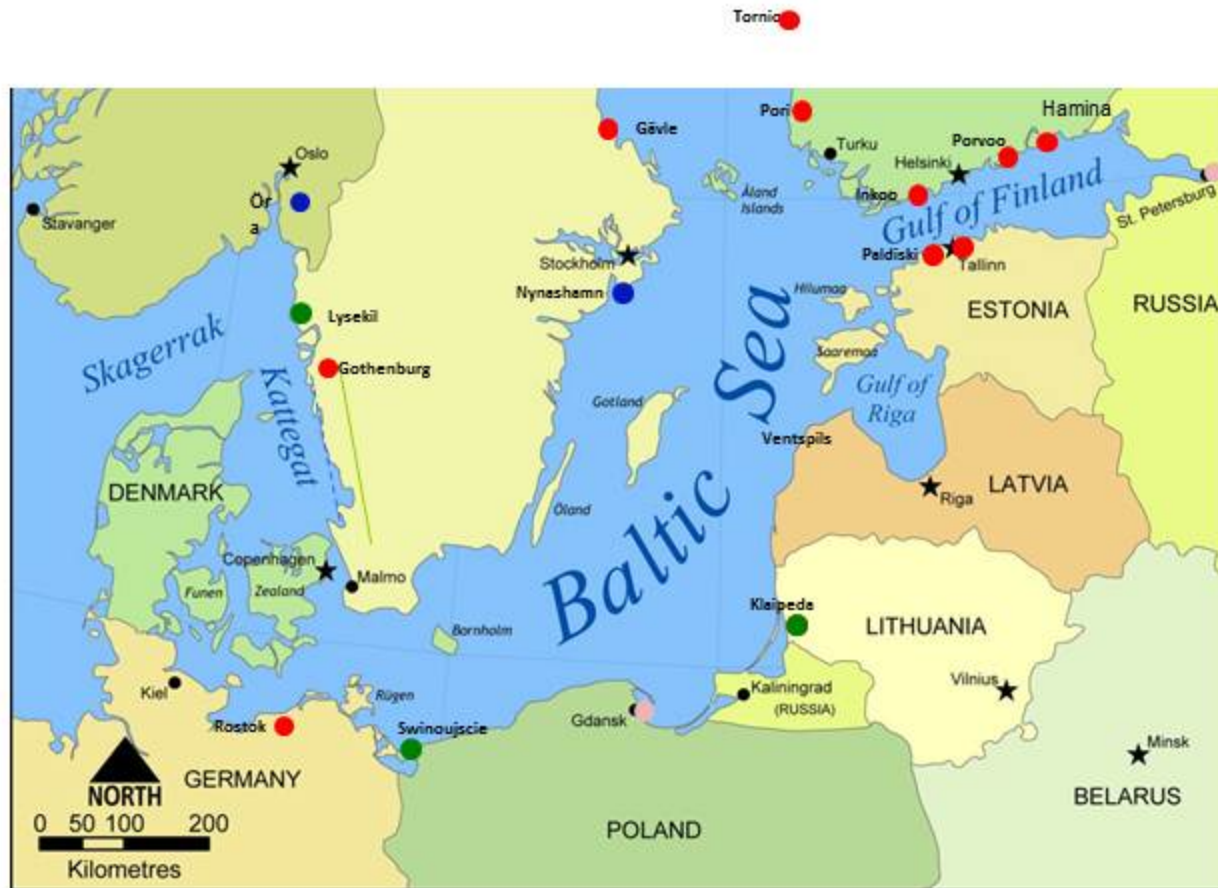 Tornio
Pori
Hamina
Gävle
Porvoo
Turku
Oslo
Helsinki
Ör
a
Åland
Islands
Inkoo
Gulf of Finland
St. Petersburg
Stavanger
Stockholm
Paldiski
Tallinn
Nynashamn
Hiiumaa
ESTONIA
RUSSIA
Lysekil
Skagerrak
Saaremaa
Gothenburg
Kattegat
Gulf of
Riga
Gotland
Ventspils
Baltic Sea
DENMARK
LATVIA
Riga
Öland
Copenhagen
Malmo
Funen
Zealand
Klaipeda
LITHUANIA
Bornholm
Kiel
Rügen
Kaliningrad
(RUSSIA)
Vilnius
Gdansk
Rostok
Swinoujscie
Minsk
GERMANY
NORTH
BELARUS
0 50 100 200
Kilometres
POLAND